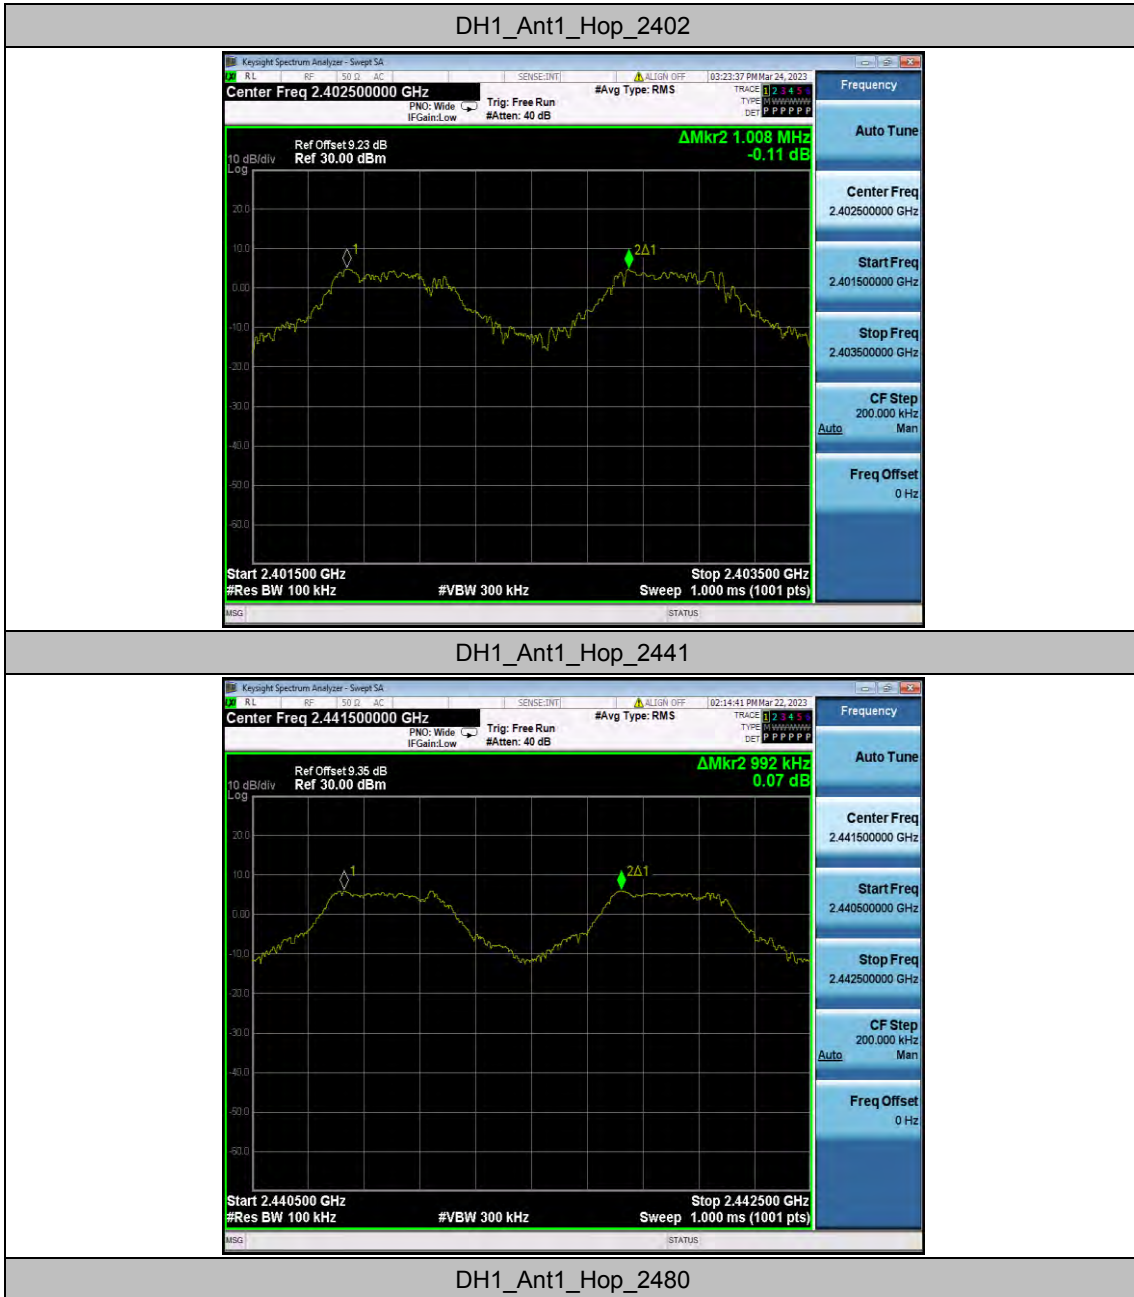 DH1_Ant1_Hop_2402
Keysight Spectrum Analyzer - Swept SA
RL RF 50 Ω AC SENSE:INT ALIGN OFF 03:23:37 PM Mar 24, 2023
Center Freq 2.402500000 GHz
#Avg Type: RMS
TRACE 1 2 3 4 5 6
PNO: Wide Trig: Free Run
TYPE M WWWWW
IFGain:Low #Atten: 40 dB
DET P P P P P P
Frequency
ΔMkr2 1.008 MHz
-0.11 dB
Ref Offset 9.23 dB
10 dB/div Ref 30.00 dBm
Log
20.0
10.0
0.00
-10.0
-20.0
-30.0
-40.0
-50.0
-60.0
1
2Δ1
Start 2.401500 GHz Stop 2.403500 GHz
#Res BW 100 kHz #VBW 300 kHz Sweep 1.000 ms (1001 pts)
MSG STATUS
Auto Tune
Center Freq
2.402500000 GHz
Start Freq
2.401500000 GHz
Stop Freq
2.403500000 GHz
CF Step
200.000 kHz
Auto Man
Freq Offset
0 Hz
DH1_Ant1_Hop_2441
Keysight Spectrum Analyzer - Swept SA
RL RF 50 Ω AC SENSE:INT ALIGN OFF 02:14:41 PM Mar 22, 2023
Center Freq 2.441500000 GHz
#Avg Type: RMS
TRACE 1 2 3 4 5 6
PNO: Wide Trig: Free Run
TYPE M WWWWW
IFGain:Low #Atten: 40 dB
DET P P P P P P
Frequency
ΔMkr2 992 kHz
0.07 dB
Ref Offset 9.35 dB
10 dB/div Ref 30.00 dBm
Log
20.0
10.0
0.00
-10.0
-20.0
-30.0
-40.0
-50.0
-60.0
1
2Δ1
Start 2.440500 GHz Stop 2.442500 GHz
#Res BW 100 kHz #VBW 300 kHz Sweep 1.000 ms (1001 pts)
MSG STATUS
Auto Tune
Center Freq
2.441500000 GHz
Start Freq
2.440500000 GHz
Stop Freq
2.442500000 GHz
CF Step
200.000 kHz
Auto Man
Freq Offset
0 Hz
DH1_Ant1_Hop_2480